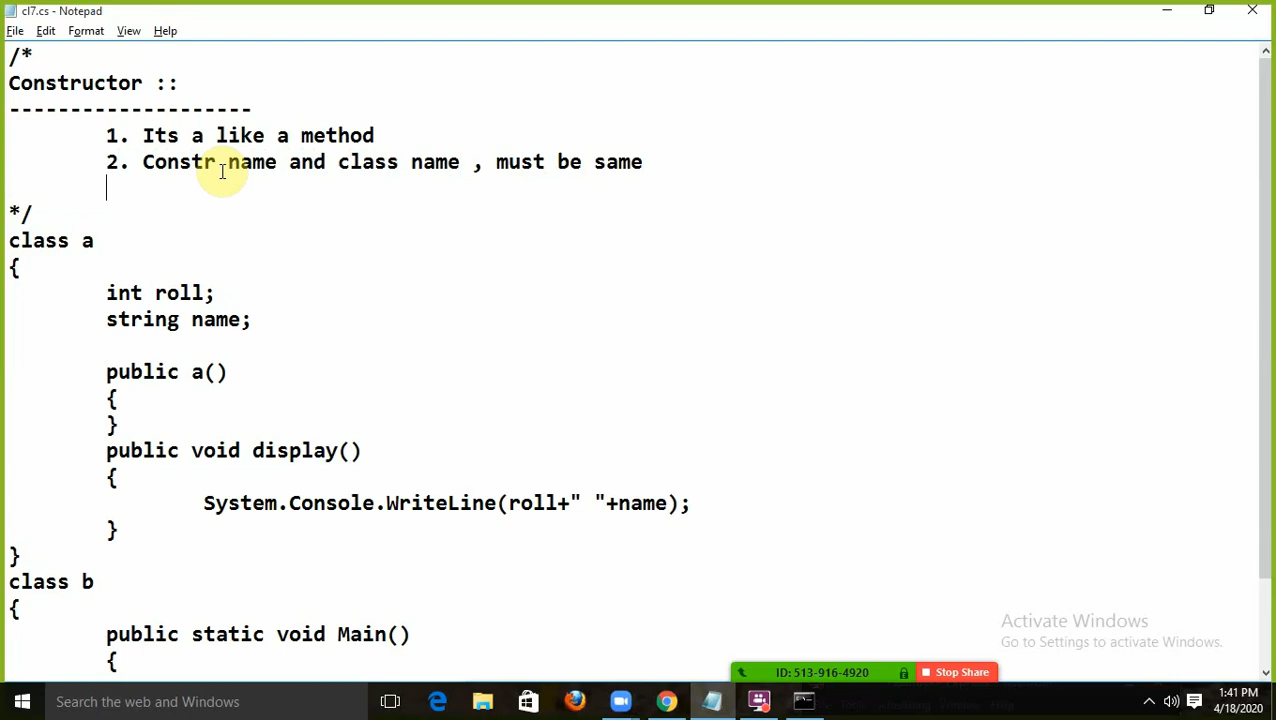 cl7.cs - Notepad
File Edit Format View Help
/*
Constructor ::
--------------------
1. Its a like a method
2. Constr name and class name , must be same
*/
class a
{
int roll;
string name;
public a()
{
}
public void display()
{
System.Console.WriteLine(roll+" "+name);
}
}
class b
{
public static void Main()
{
Activate Windows
Go to Settings to activate Windows.
ID: 513-916-4920 Stop Share
Search the web and Windows
1:41 PM
4/18/2020